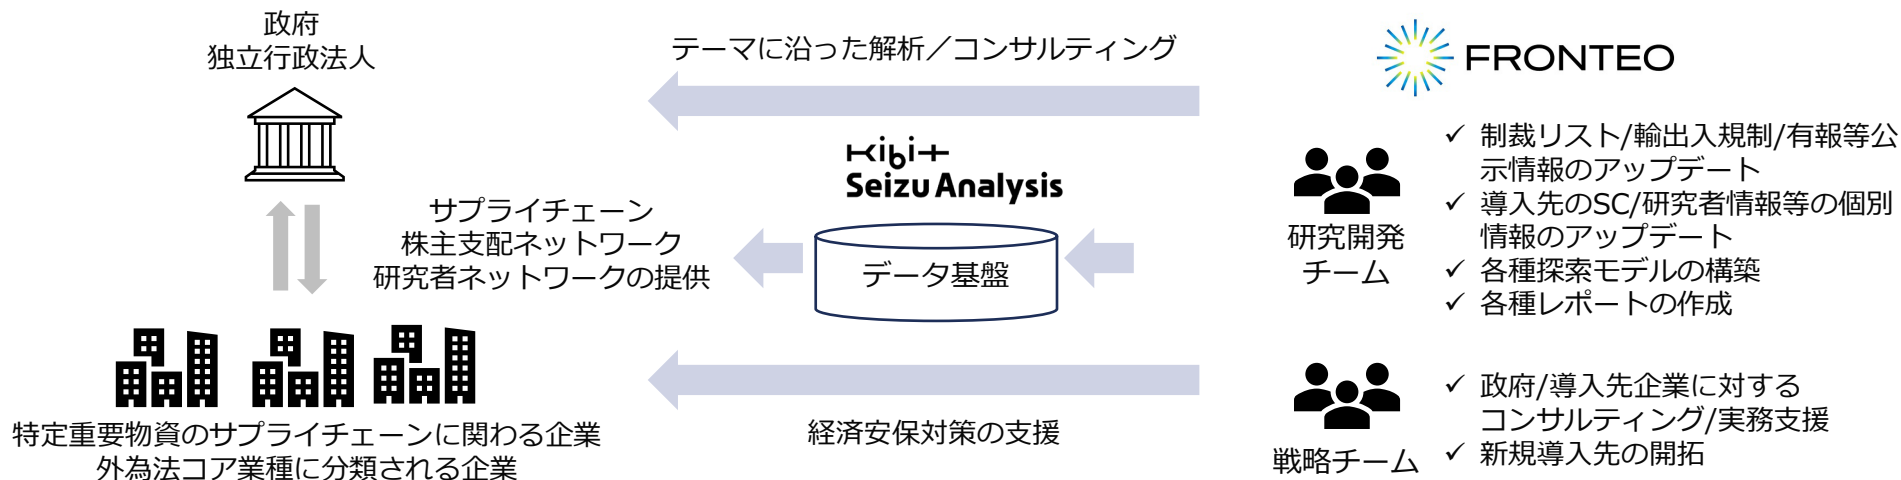 政府
独立行政法人
テーマに沿った解析／コンサルティング
FRONTEO
kibit
Seizu Analysis
サプライチェーン
株主支配ネットワーク
研究者ネットワークの提供
データ基盤
研究開発
チーム
✓ 制裁リスト/輸出入規制/有報等公
示情報のアップデート
✓ 導入先のSC/研究者情報等の個別
情報のアップデート
✓ 各種探索モデルの構築
✓ 各種レポートの作成
特定重要物資のサプライチェーンに関わる企業
外為法コア業種に分類される企業
経済安保対策の支援
戦略チーム
✓ 政府/導入先企業に対する
コンサルティング/実務支援
✓ 新規導入先の開拓